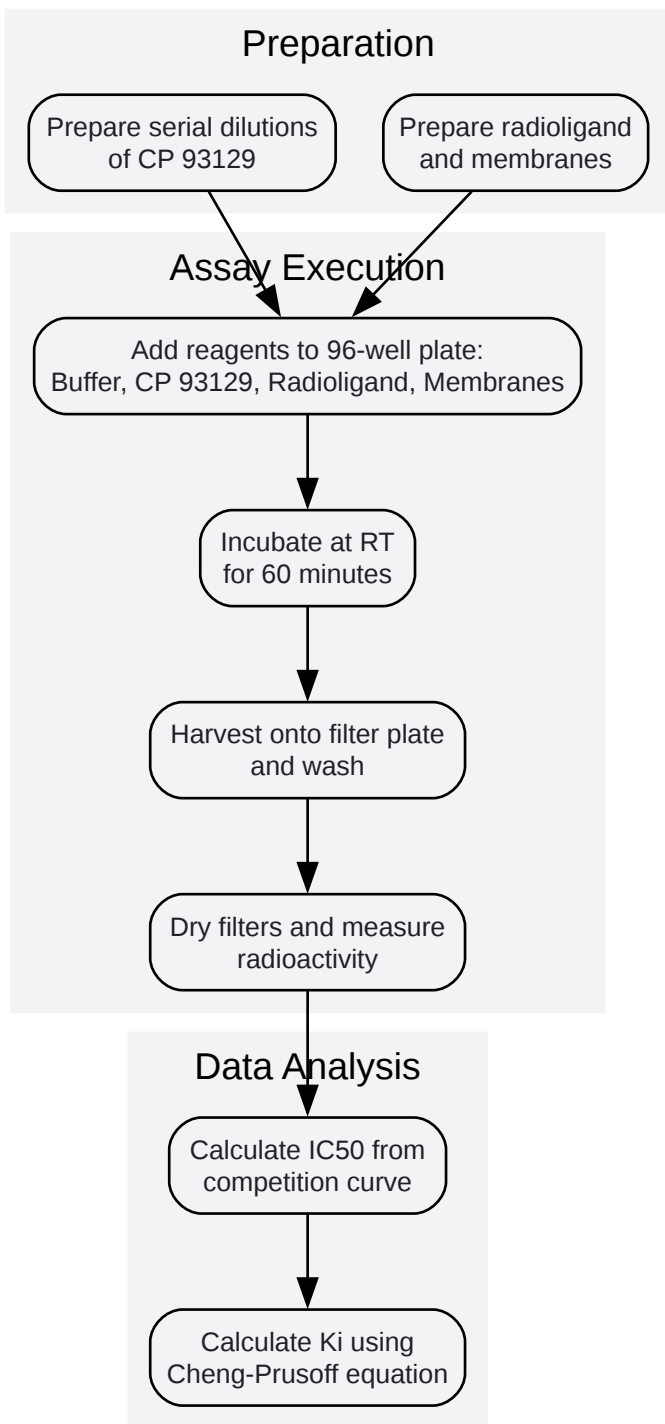 Preparation
Prepare serial dilutions
of CP 93129
Prepare radioligand
and membranes
Assay Execution
Add reagents to 96-well plate:
Buffer, CP 93129, Radioligand, Membranes
Incubate at RT
for 60 minutes
Harvest onto filter plate
and wash
Dry filters and measure
radioactivity
Data Analysis
Calculate IC50 from
competition curve
Calculate Ki using
Cheng-Prusoff equation